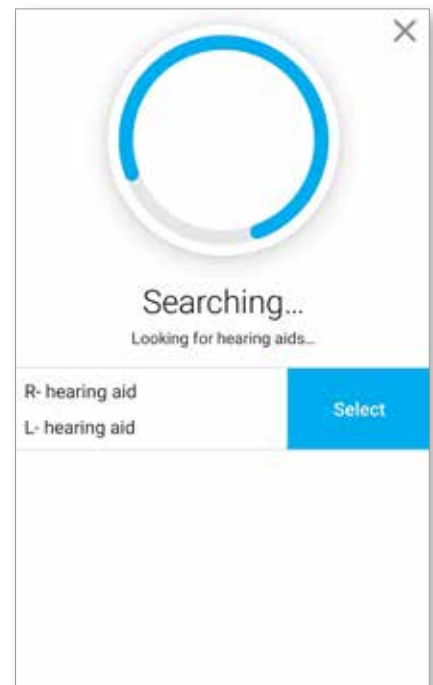 Searching...
Looking for hearing aids...
R- hearing aid
L- hearing aid
Select